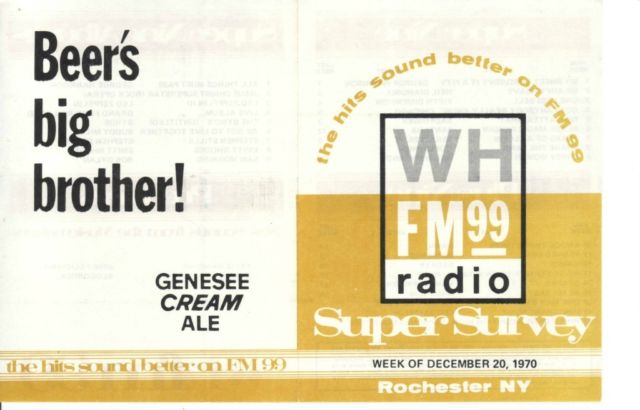 Beer's
big
brother!
GENESEE
CREAM
ALE
the hits sound better on FM 99
the hits sound better on FM 99
WH
FM99
radio
Super Survey
WEEK OF DECEMBER 20, 1970
Rochester NY